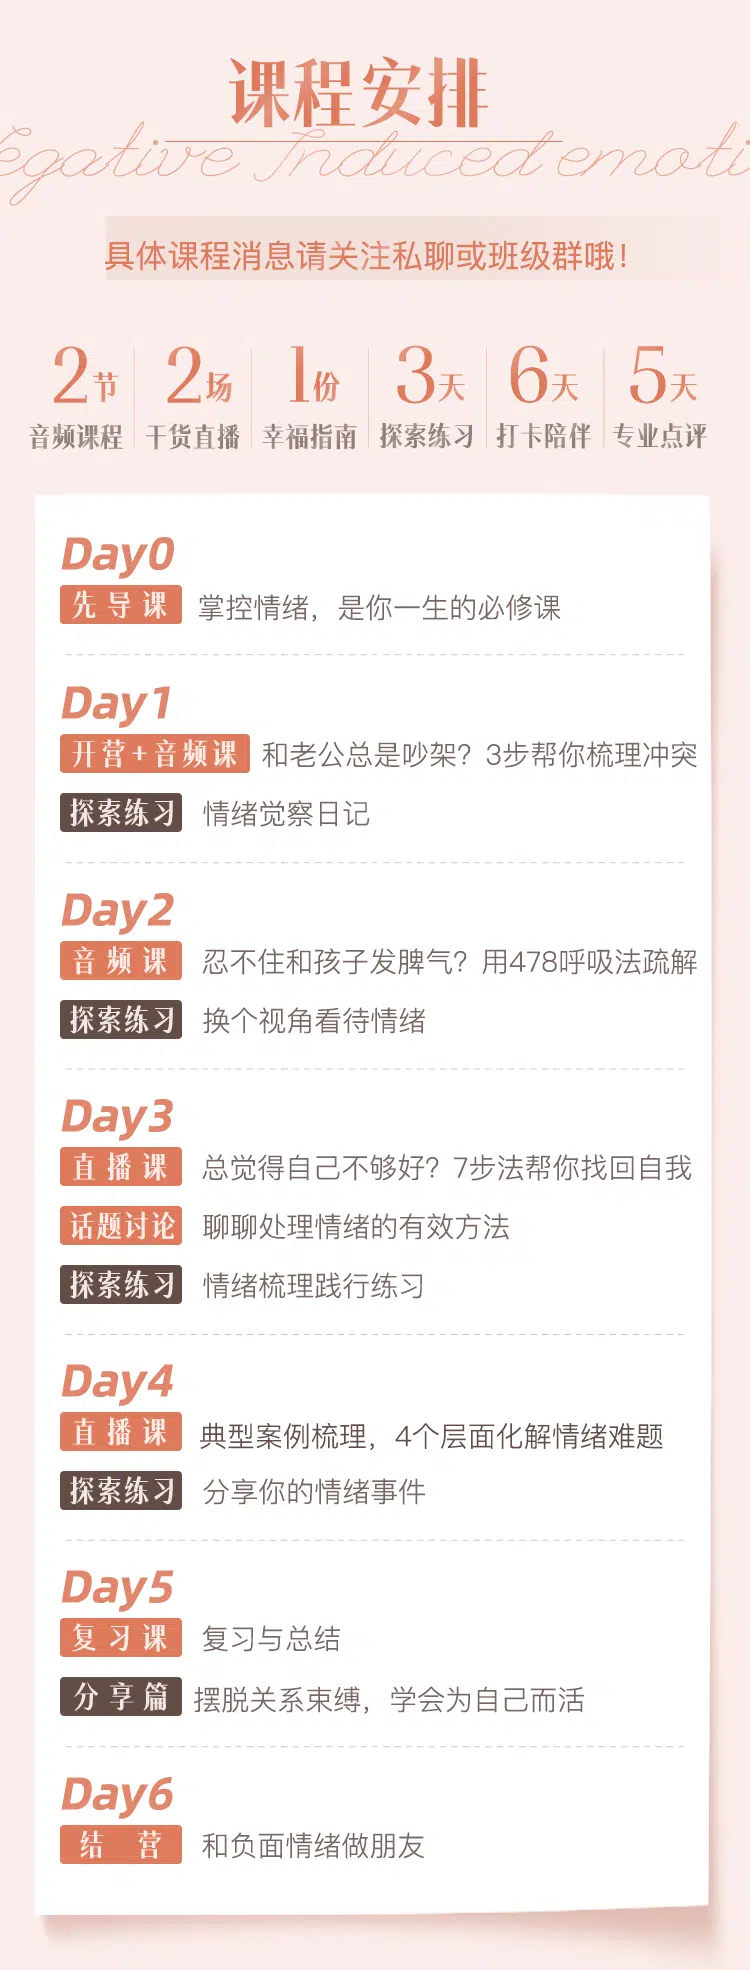 课程安排
egative Induced emoti
具体课程消息请关注私聊或班级群哦！
2节 2场 1份 3天 6天 5天
音频课程 干货直播 幸福指南 探索练习 打卡陪伴 专业点评
Day0
先导课 掌控情绪，是你一生的必修课
Day1
开营+音频课 和老公总是吵架？3步帮你梳理冲突
探索练习 情绪觉察日记
Day2
音频课 忍不住和孩子发脾气？用478呼吸法疏解
探索练习 换个视角看待情绪
Day3
直播课 总觉得自己不够好？7步法帮你找回自我
话题讨论 聊聊处理情绪的有效方法
探索练习 情绪梳理践行练习
Day4
直播课 典型案例梳理，4个层面化解情绪难题
探索练习 分享你的情绪事件
Day5
复习课 复习与总结
分享篇 摆脱关系束缚，学会为自己而活
Day6
结营 和负面情绪做朋友